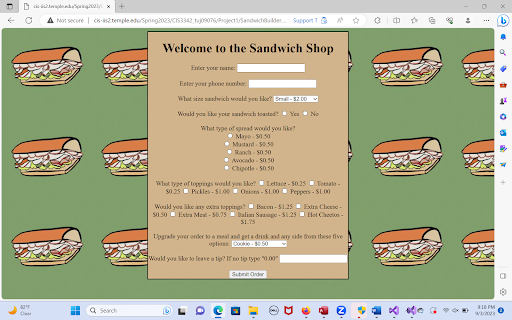 cis-iis2.temple.edu/Spring2023/
Not secure | cis-iis2.temple.edu/Spring2023/CIS3342_tuj09076/Project1/SandwichBuilder...
Support T
Welcome to the Sandwich Shop
Enter your name:
Enter your phone number:
What size sandwich would you like? Small - $2.00
Would you like your sandwich toasted? Yes No
What type of spread would you like?
Mayo - $0.50
Mustard - $0.50
Ranch - $0.50
Avocado - $0.50
Chipotle - $0.50
What type of toppings would you like? Lettuce - $0.25 Tomato -
$0.25 Pickles - $1.00 Onions - $1.00 Peppers - $1.00
Would you like any extra toppings? Bacon - $1.25 Extra Cheese -
$0.50 Extra Meat - $0.75 Italian Sausage - $1.25 Hot Cheetos -
$1.75
Upgrade your order to a meal and get a drink and any side from these five
options: Cookie - $0.50
Would you like to leave a tip? If no tip type "0.00"
Submit Order
82°F
Clear
Search
9:18 PM
9/3/2023